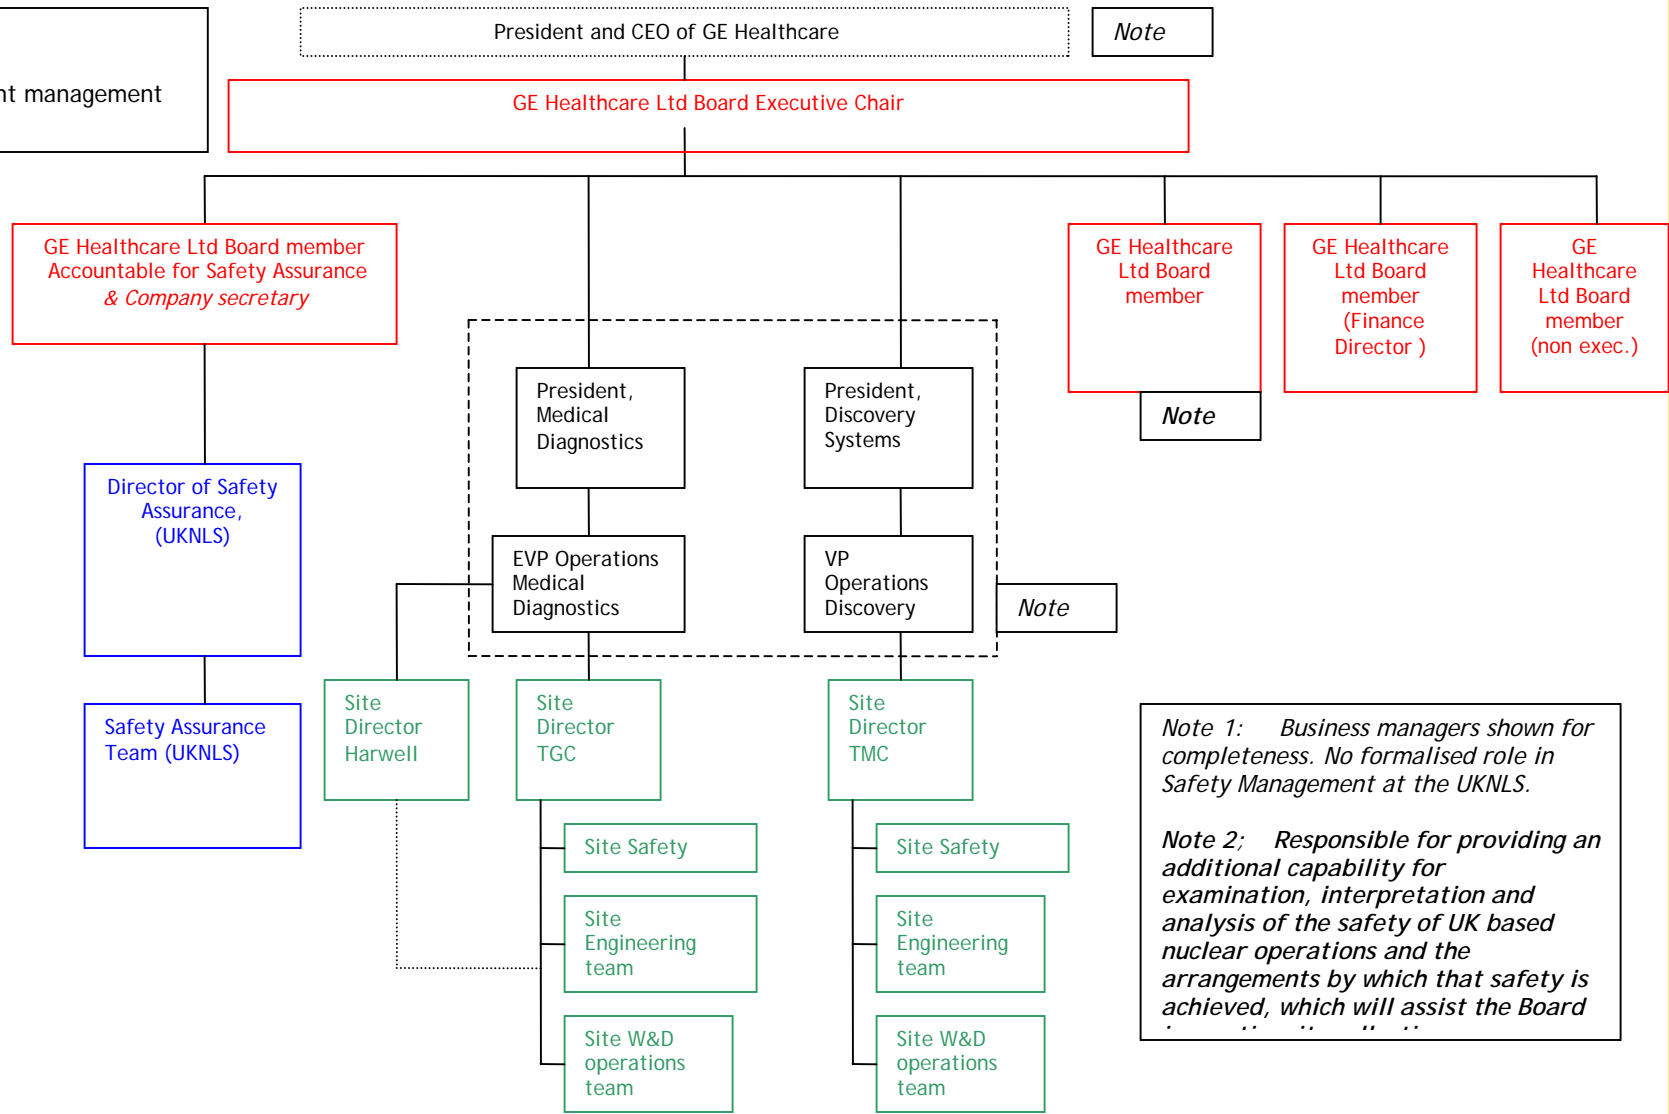 President and CEO of GE Healthcare
Note
management
GE Healthcare Ltd Board Executive Chair
GE Healthcare Ltd Board member
Accountable for Safety Assurance
& Company secretary
GE Healthcare
Ltd Board
member
Note
GE Healthcare
Ltd Board
member
(Finance
Director )
GE
Healthcare
Ltd Board
member
(non exec.)
President,
Medical
Diagnostics
President,
Discovery
Systems
Director of Safety
Assurance,
(UKNLS)
EVP Operations
Medical
Diagnostics
VP
Operations
Discovery
Note
Safety Assurance
Team (UKNLS)
Site
Director
Harwell
Site
Director
TGC
Site
Director
TMC
Site Safety
Site
Engineering
team
Site W&D
operations
team
Site Safety
Site
Engineering
team
Site W&D
operations
team
Note 1: Business managers shown for
completeness. No formalised role in
Safety Management at the UKNLS.
Note 2; Responsible for providing an
additional capability for
examination, interpretation and
analysis of the safety of UK based
nuclear operations and the
arrangements by which that safety is
achieved, which will assist the Board